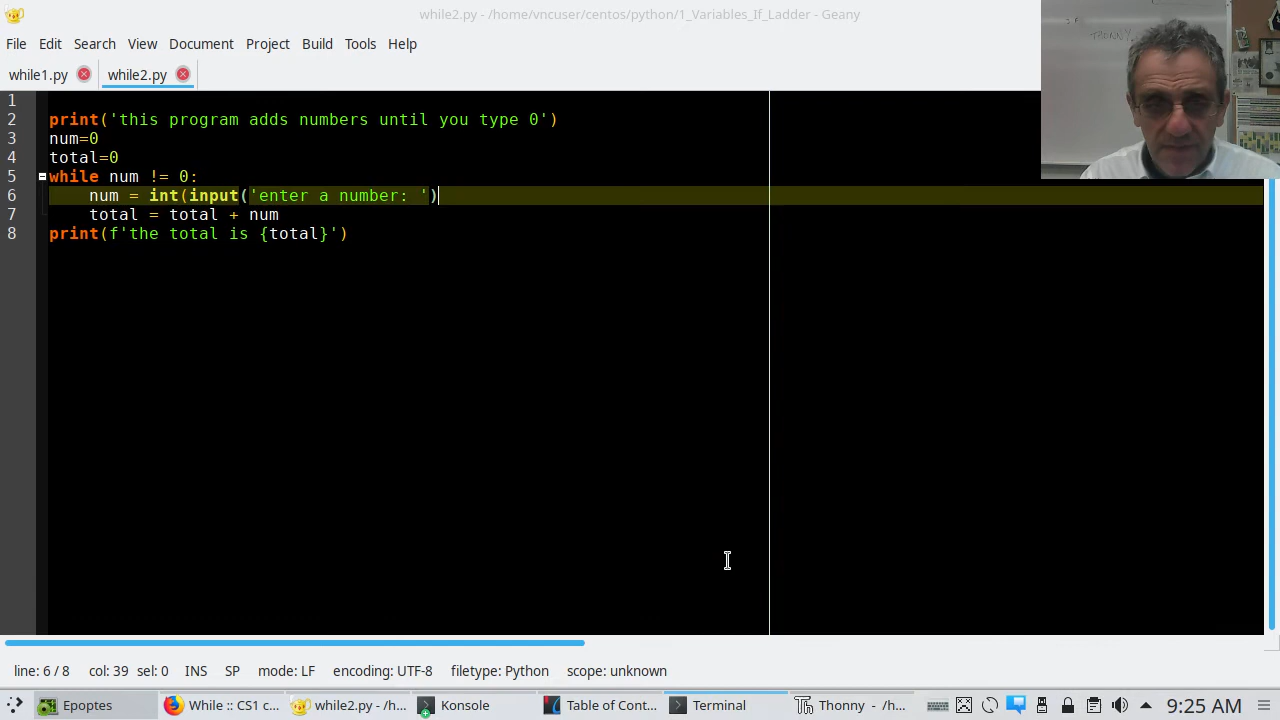 while2.py - /home/vncuser/centos/python/1_Variables_If_Ladder - Geany
File Edit Search View Document Project Build Tools Help
while1.py while2.py
1
2 print('this program adds numbers until you type 0')
3 num=0
4 total=0
5 while num != 0:
6 num = int(input('enter a number: ')
7 total = total + num
8 print(f'the total is {total}')
THONNY
line: 6 / 8 col: 39 sel: 0 INS SP mode: LF encoding: UTF-8 filetype: Python scope: unknown
Epoptes While :: CS1 c... while2.py - /h... Konsole Table of Cont... Terminal Thonny - /h... 9:25 AM